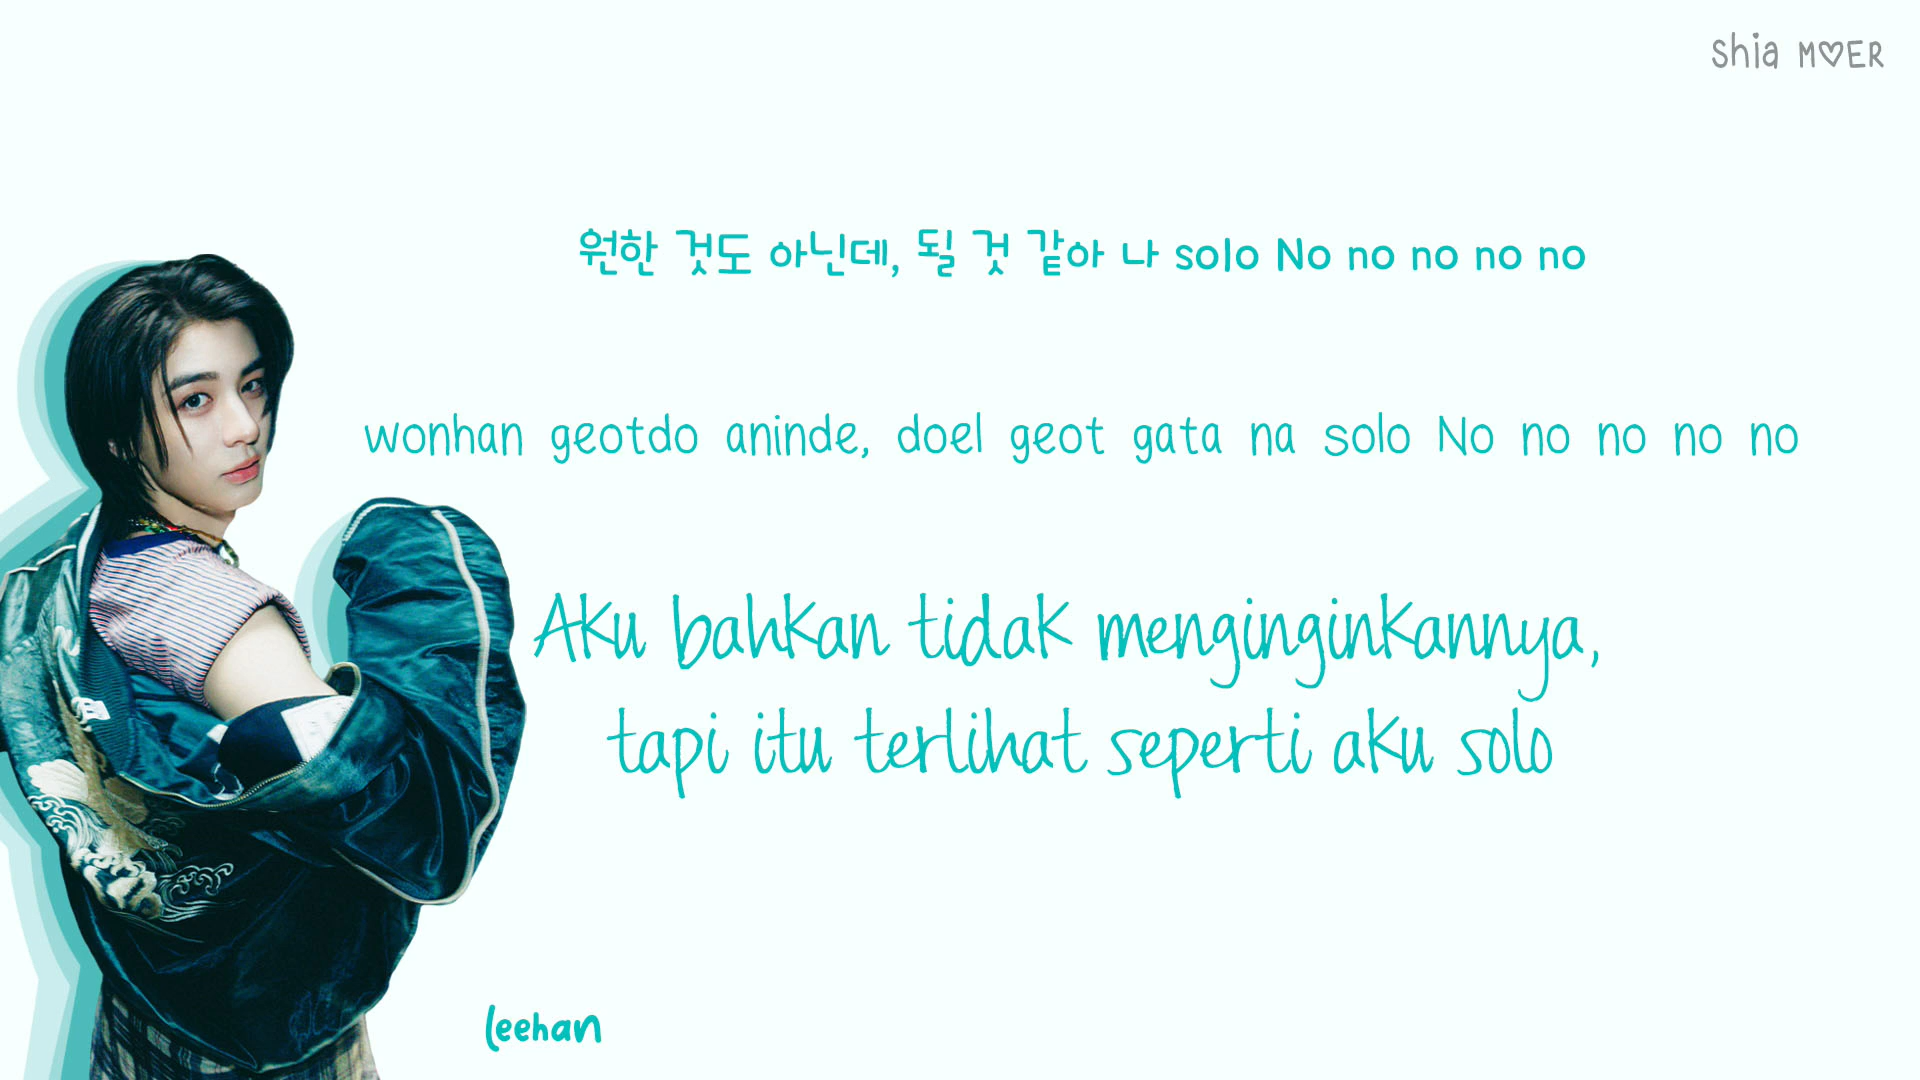 Shia M♡ER
원한 것도 아닌데, 될 것 같아 나 solo No no no no no
wonhan geotdo aninde, doel geot gata na solo No no no no no
Aku bahkan tidak menginginkannya,
tapi itu terlihat seperti aku solo
leehan